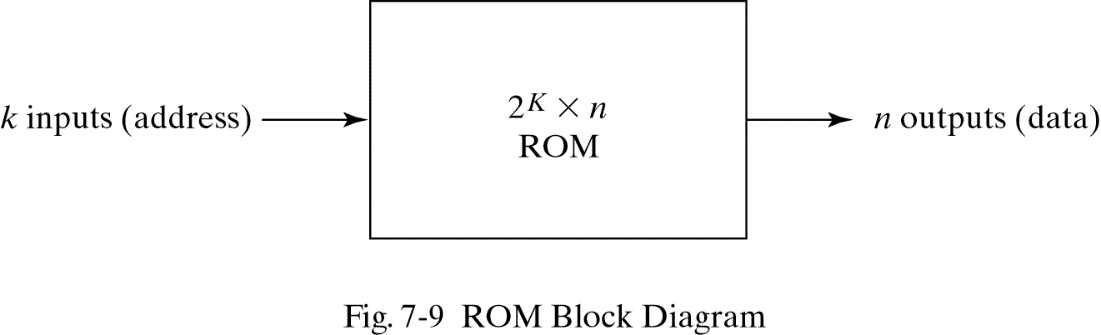 k inputs (address)
2^K × n
ROM
n outputs (data)
Fig. 7-9 ROM Block Diagram